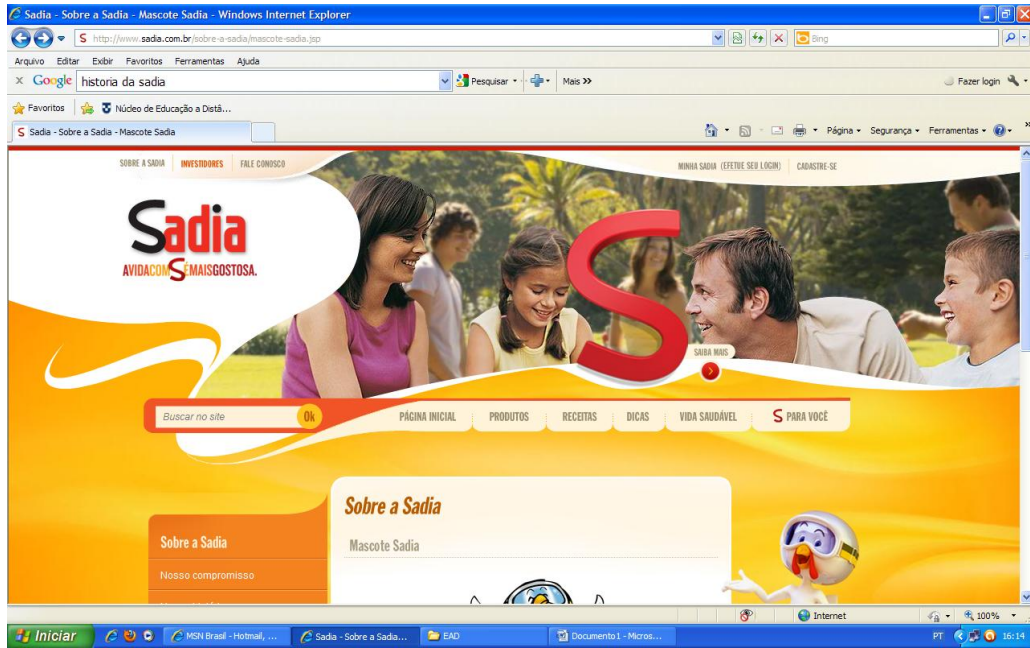 Sadia - Sobre a Sadia - Mascote Sadia - Windows Internet Explorer
http://www.sadia.com.br/sobre-a-sadia/mascote-sadia.jsp
Bing
Arquivo Editar Exibir Favoritos Ferramentas Ajuda
x Google historia da sadia Pesquisar Mais >> Fazer login
Favoritos Núcleo de Educação a Distâ...
Sadia - Sobre a Sadia - Mascote Sadia Página Segurança Ferramentas
SOBRE A SADIA INVESTIDORES FALE CONOSCO MINHA SADIA (EFETUE SEU LOGIN) CADASTRE-SE
Sadia
AVIDACOMSÉMAISGOSTOSA.
S
SAIBA MAIS
Buscar no site Ok PÁGINA INICIAL PRODUTOS RECEITAS DICAS VIDA SAUDÁVEL S PARA VOCÊ
Sobre a Sadia
Sobre a Sadia
Mascote Sadia
Nosso compromisso
Internet 100%
Iniciar MSN Brasil - Hotmail, ... Sadia - Sobre a Sadia... EAD Documento1 - Micros... PT 16:14